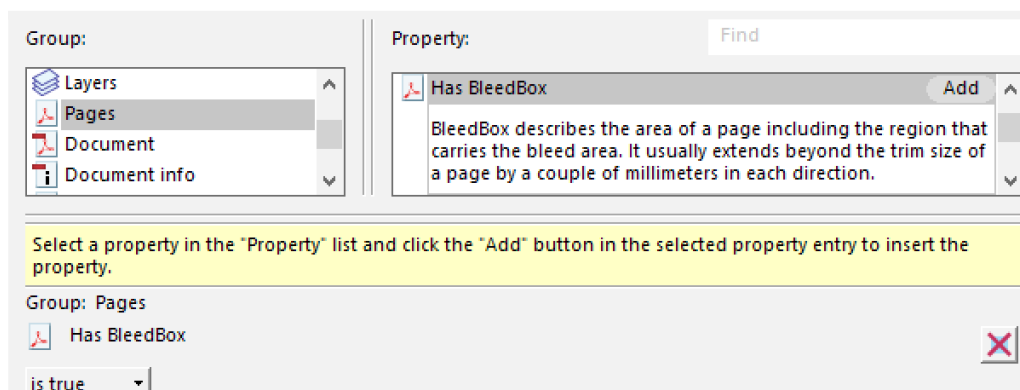 Group:
Property:
Find
Layers
Pages
Document
Document info
Has BleedBox
Add
BleedBox describes the area of a page including the region that
carries the bleed area. It usually extends beyond the trim size of
a page by a couple of millimeters in each direction.
Select a property in the "Property" list and click the "Add" button in the selected property entry to insert the
property.
Group: Pages
Has BleedBox
is true